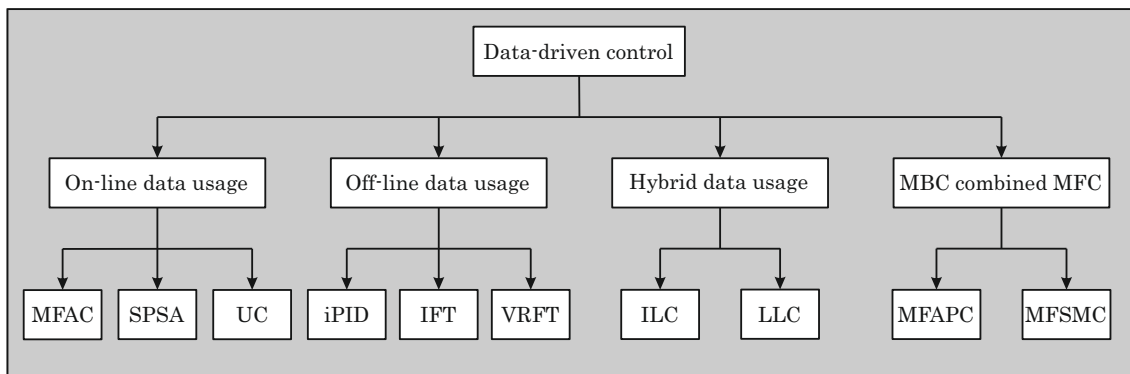 Data-driven control
On-line data usage
Off-line data usage
Hybrid data usage
MBC combined MFC
MFAC
SPSA
UC
iPID
IFT
VRFT
ILC
LLC
MFAPC
MFSMC